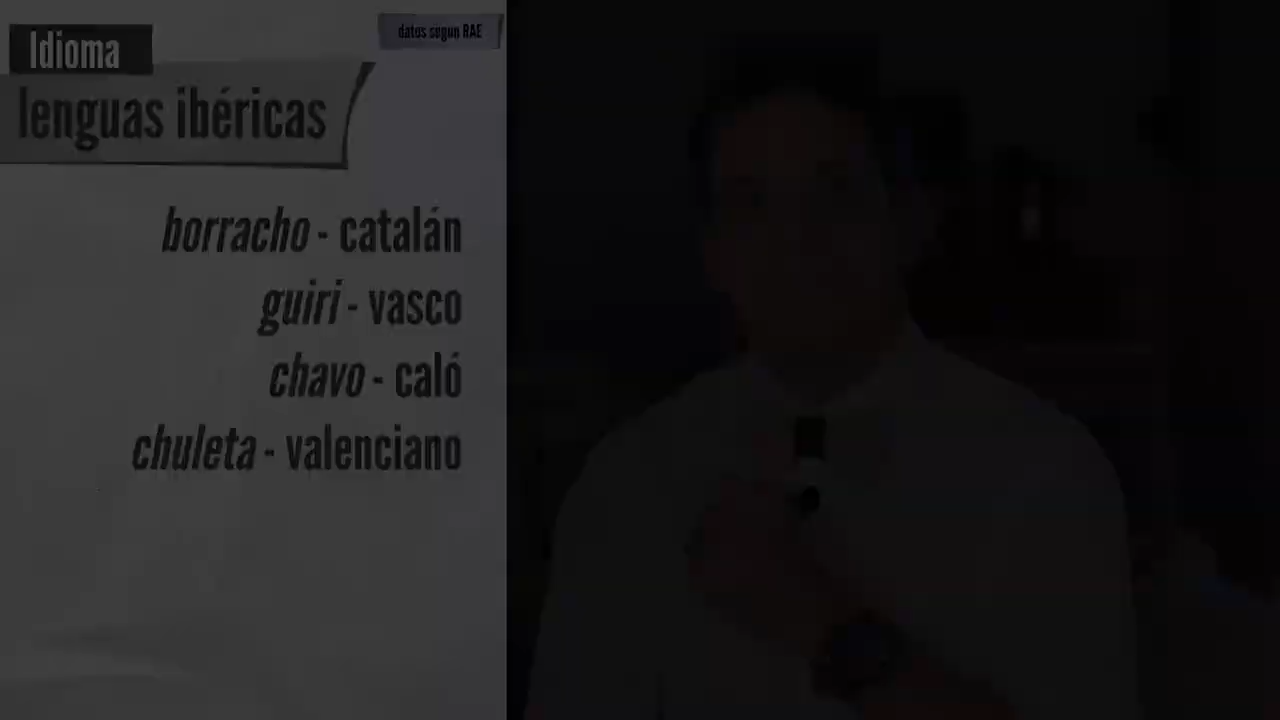 Idioma
datos según RAE
lenguas ibéricas
borracho - catalán
guiri - vasco
chavo - caló
chuleta - valenciano